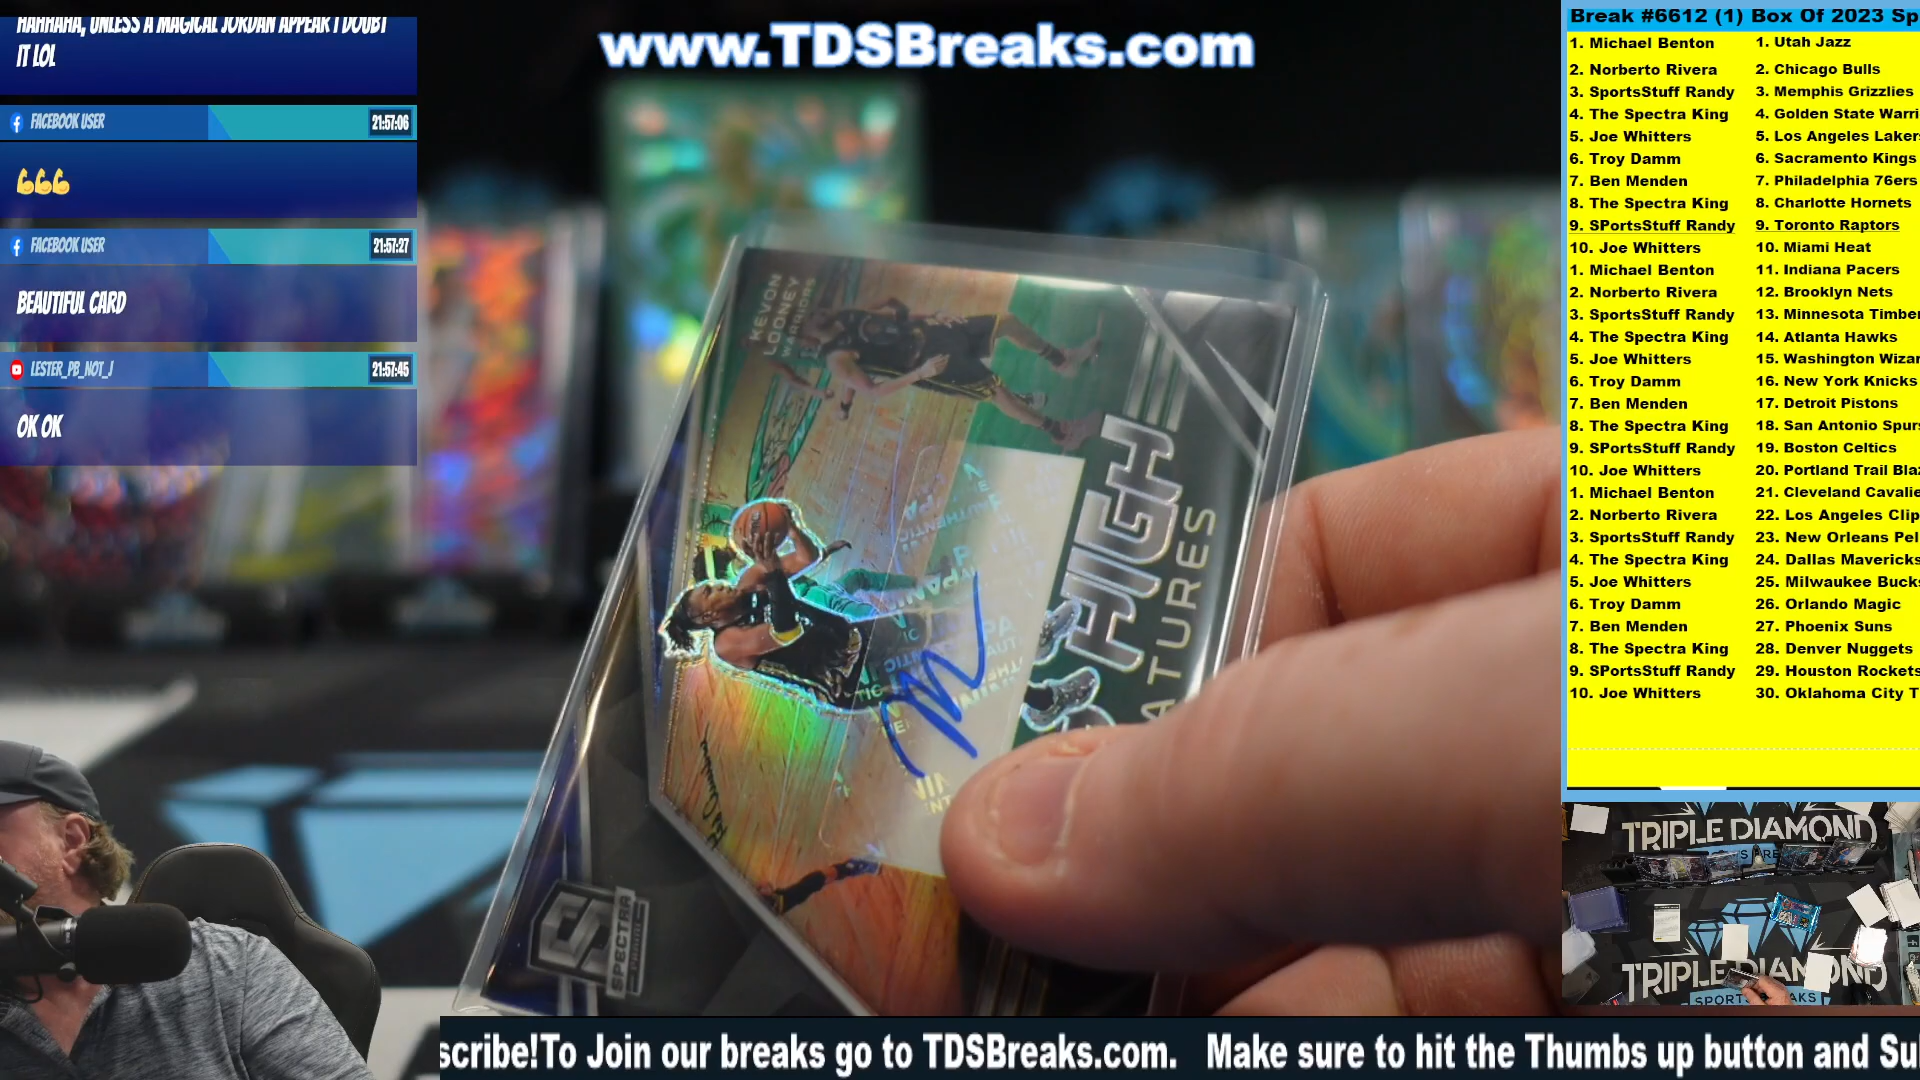 HAHHAHA, UNLESS A MAGICAL JORDAN APPEAR I DOUBT
IT LOL
FACEBOOK USER
21:57:06
FACEBOOK USER
21:57:27
BEAUTIFUL CARD
LESTER_PB_NOT_J
21:57:45
OK OK
www.TDSBreaks.com
KEVON
LOONEY
WARRIORS
HIGH
ATURES
SPECTRA
Break #6612 (1) Box Of 2023 Sp
1. Michael Benton 1. Utah Jazz
2. Norberto Rivera 2. Chicago Bulls
3. SportsStuff Randy 3. Memphis Grizzlies
4. The Spectra King 4. Golden State Warri
5. Joe Whitters 5. Los Angeles Lakers
6. Troy Damm 6. Sacramento Kings
7. Ben Menden 7. Philadelphia 76ers
8. The Spectra King 8. Charlotte Hornets
9. SPortsStuff Randy 9. Toronto Raptors
10. Joe Whitters 10. Miami Heat
1. Michael Benton 11. Indiana Pacers
2. Norberto Rivera 12. Brooklyn Nets
3. SportsStuff Randy 13. Minnesota Timber
4. The Spectra King 14. Atlanta Hawks
5. Joe Whitters 15. Washington Wizar
6. Troy Damm 16. New York Knicks
7. Ben Menden 17. Detroit Pistons
8. The Spectra King 18. San Antonio Spurs
9. SPortsStuff Randy 19. Boston Celtics
10. Joe Whitters 20. Portland Trail Blaz
1. Michael Benton 21. Cleveland Cavalie
2. Norberto Rivera 22. Los Angeles Clip
3. SportsStuff Randy 23. New Orleans Pel
4. The Spectra King 24. Dallas Mavericks
5. Joe Whitters 25. Milwaukee Bucks
6. Troy Damm 26. Orlando Magic
7. Ben Menden 27. Phoenix Suns
8. The Spectra King 28. Denver Nuggets
9. SPortsStuff Randy 29. Houston Rockets
10. Joe Whitters 30. Oklahoma City T
TRIPLE DIAMOND
TRIPLE DIAMOND
SPORTS BREAKS
scribe!To Join our breaks go to TDSBreaks.com. Make sure to hit the Thumbs up button and Su